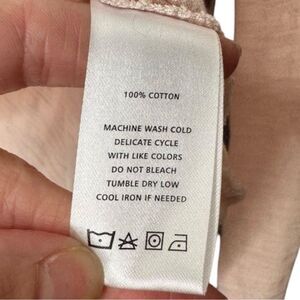 100% COTTON
MACHINE WASH COLD
DELICATE CYCLE
WITH LIKE COLORS
DO NOT BLEACH
TUMBLE DRY LOW
COOL IRON IF NEEDED